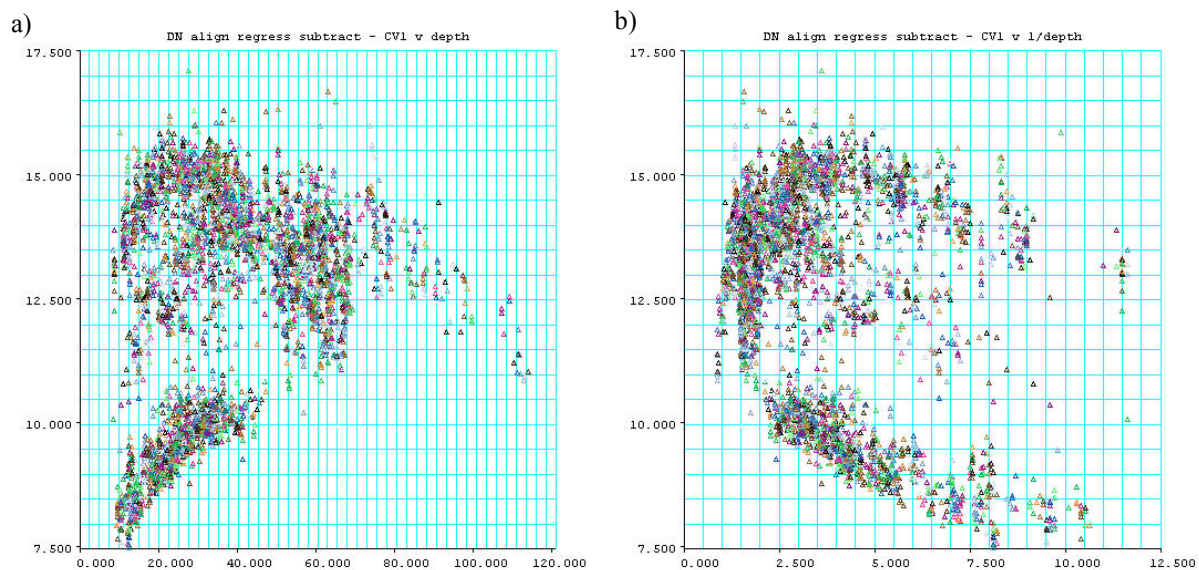 a)
DN align regress subtract - CV1 v depth
17.500
15.000
12.500
10.000
7.500
0.000 20.000 40.000 60.000 80.000 100.000 120.000
b)
DN align regress subtract - CV1 v 1/depth
17.500
15.000
12.500
10.000
7.500
0.000 2.500 5.000 7.500 10.000 12.500